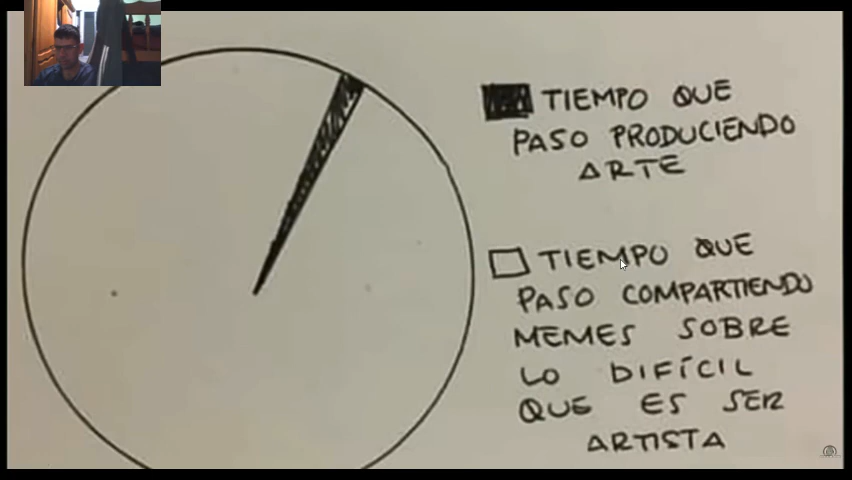 TIEMPO QUE
PASO PRODUCIENDO
ARTE
TIEMPO QUE
PASO COMPARTIENDO
MEMES SOBRE
LO DIFÍCIL
QUE ES SER
ARTISTA